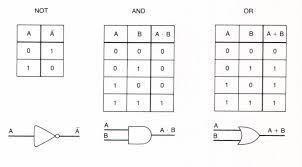 NOT AND OR
A Ā A B A · B A B A + B
0 1 0 0 0 0 0 0
1 0 0 1 0 0 1 1
1 0 0 1 0 1
1 1 1 1 1 1
A Ā A B A · B A B A + B